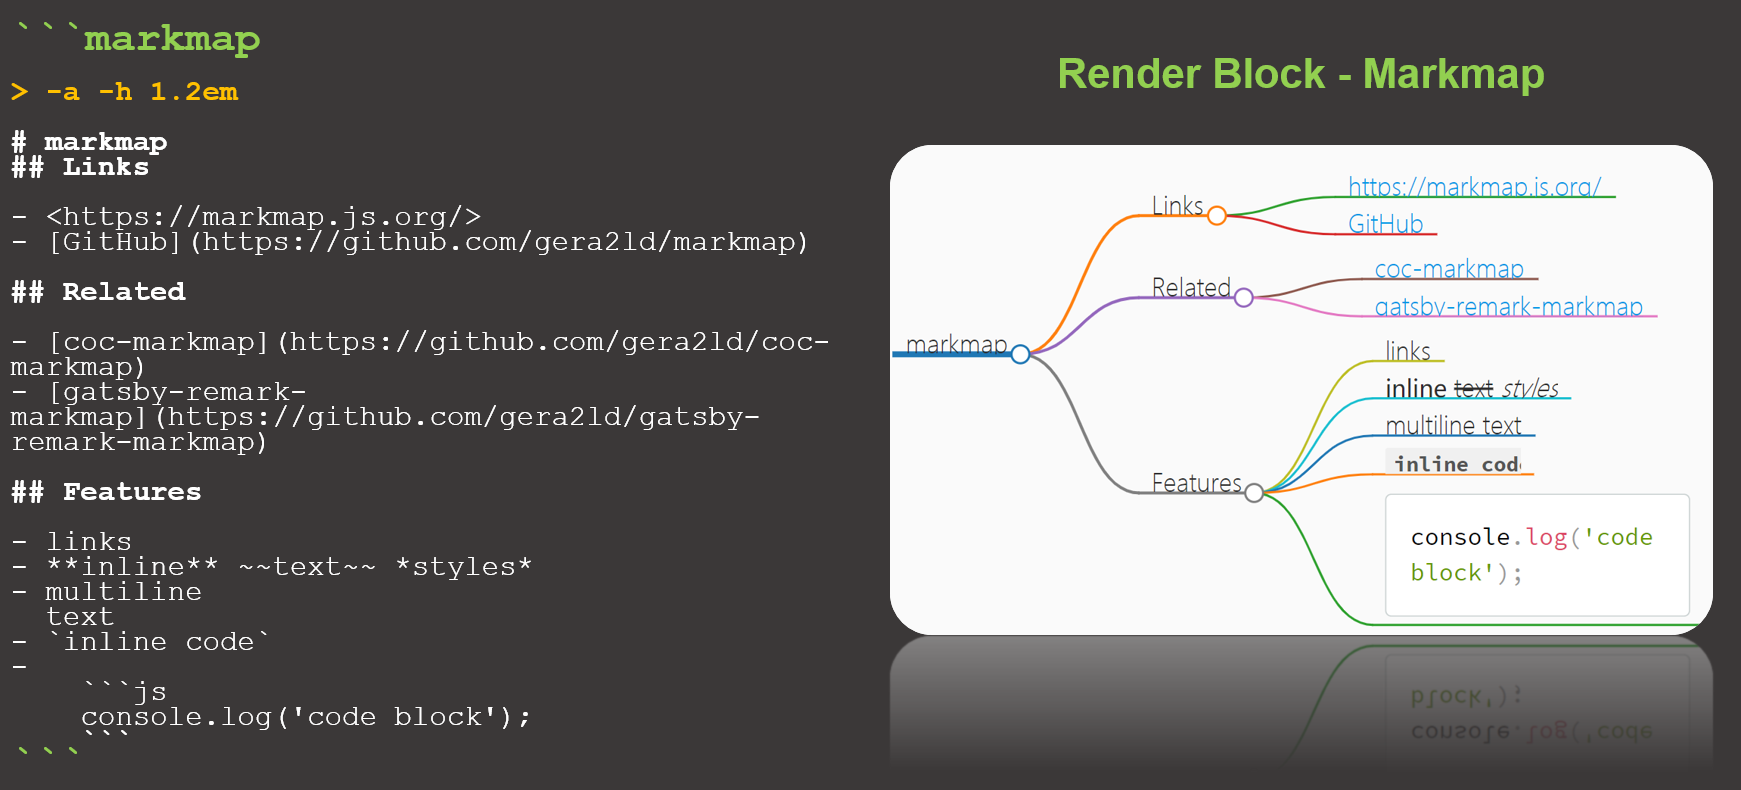 ```markmap
> -a -h 1.2em
# markmap
## Links
- <https://markmap.js.org/>
- [GitHub](https://github.com/gera2ld/markmap)
## Related
- [coc-markmap](https://github.com/gera2ld/coc-
markmap)
- [gatsby-remark-
markmap](https://github.com/gera2ld/gatsby-
remark-markmap)
## Features
- links
- **inline** ~~text~~ *styles*
- multiline
  text
- `inline code`
-
    ```js
    console.log('code block');
    ```
```
Render Block - Markmap
markmap
Links
https://markmap.js.org/
GitHub
Related
coc-markmap
gatsby-remark-markmap
Features
links
inline text styles
multiline text
inline code
console.log('code
block');